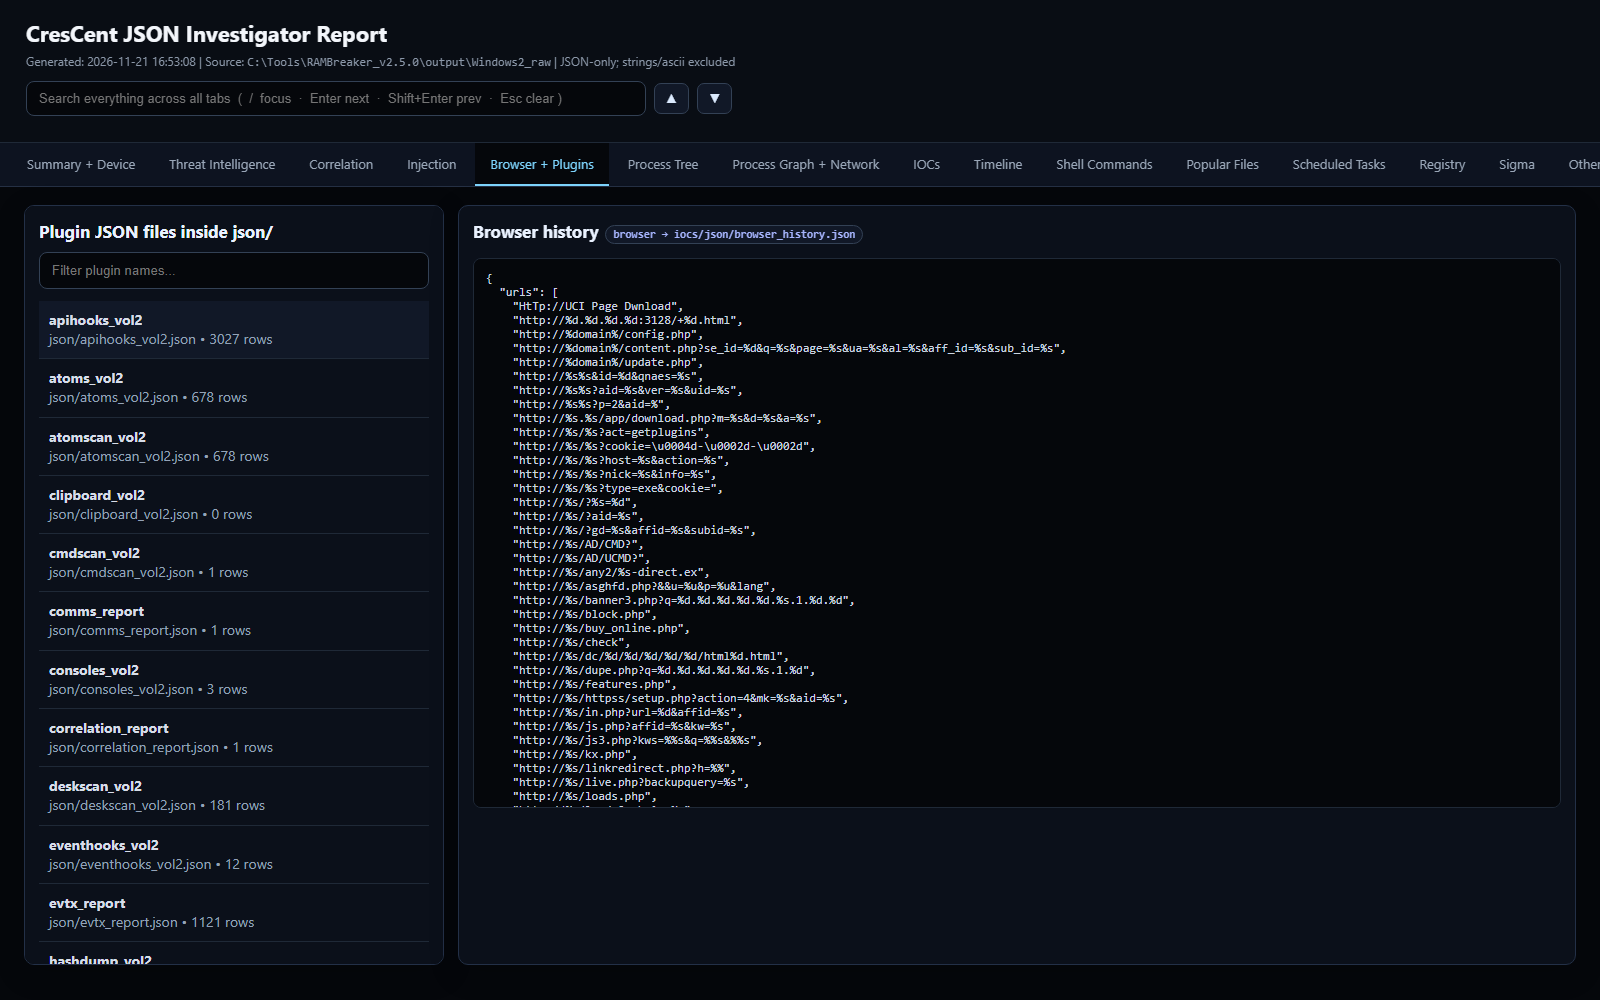 CresCent JSON Investigator Report
Generated: 2026-11-21 16:53:08 | Source: C:\Tools\RAMBreaker_v2.5.0\output\Windows2_raw | JSON-only; strings/ascii excluded
Search everything across all tabs ( / focus · Enter next · Shift+Enter prev · Esc clear )
▲ ▼
Summary + Device Threat Intelligence Correlation Injection Browser + Plugins Process Tree Process Graph + Network IOCs Timeline Shell Commands Popular Files Scheduled Tasks Registry Sigma Other
Plugin JSON files inside json/
Filter plugin names...
apihooks_vol2
json/apihooks_vol2.json • 3027 rows
atoms_vol2
json/atoms_vol2.json • 678 rows
atomscan_vol2
json/atomscan_vol2.json • 678 rows
clipboard_vol2
json/clipboard_vol2.json • 0 rows
cmdscan_vol2
json/cmdscan_vol2.json • 1 rows
comms_report
json/comms_report.json • 1 rows
consoles_vol2
json/consoles_vol2.json • 3 rows
correlation_report
json/correlation_report.json • 1 rows
deskscan_vol2
json/deskscan_vol2.json • 181 rows
eventhooks_vol2
json/eventhooks_vol2.json • 12 rows
evtx_report
json/evtx_report.json • 1121 rows
hashdump_vol2
Browser history browser → iocs/json/browser_history.json
{
"urls": [
"HtTp://UCI Page Dwnload",
"http://%d.%d.%d.%d:3128/+%d.html",
"http://%domain%/config.php",
"http://%domain%/content.php?se_id=%d&q=%s&page=%s&ua=%s&al=%s&aff_id=%s&sub_id=%s",
"http://%domain%/update.php",
"http://%s%s&id=%d&qnaes=%s",
"http://%s%s?aid=%s&ver=%s&uid=%s",
"http://%s%s?p=2&aid=%",
"http://%s.%s/app/download.php?m=%s&d=%s&a=%s",
"http://%s/%s?act=getplugins",
"http://%s/%s?cookie=\u0004d-\u0002d-\u0002d",
"http://%s/%s?host=%s&action=%s",
"http://%s/%s?nick=%s&info=%s",
"http://%s/%s?type=exe&cookie=",
"http://%s/?%s=%d",
"http://%s/?aid=%s",
"http://%s/?gd=%s&affid=%s&subid=%s",
"http://%s/AD/CMD?",
"http://%s/AD/UCMD?",
"http://%s/any2/%s-direct.ex",
"http://%s/asghfd.php?&&u=%u&p=%u&lang",
"http://%s/banner3.php?q=%d.%d.%d.%d.%d.%s.1.%d.%d",
"http://%s/block.php",
"http://%s/buy_online.php",
"http://%s/check",
"http://%s/dc/%d/%d/%d/%d/%d/html%d.html",
"http://%s/dupe.php?q=%d.%d.%d.%d.%d.%s.1.%d",
"http://%s/features.php",
"http://%s/httpss/setup.php?action=4&mk=%s&aid=%s",
"http://%s/in.php?url=%d&affid=%s",
"http://%s/js.php?affid=%s&kw=%s",
"http://%s/js3.php?kws=%%s&q=%%s&%%s",
"http://%s/kx.php",
"http://%s/linkredirect.php?h=%%",
"http://%s/live.php?backupquery=%s",
"http://%s/loads.php",